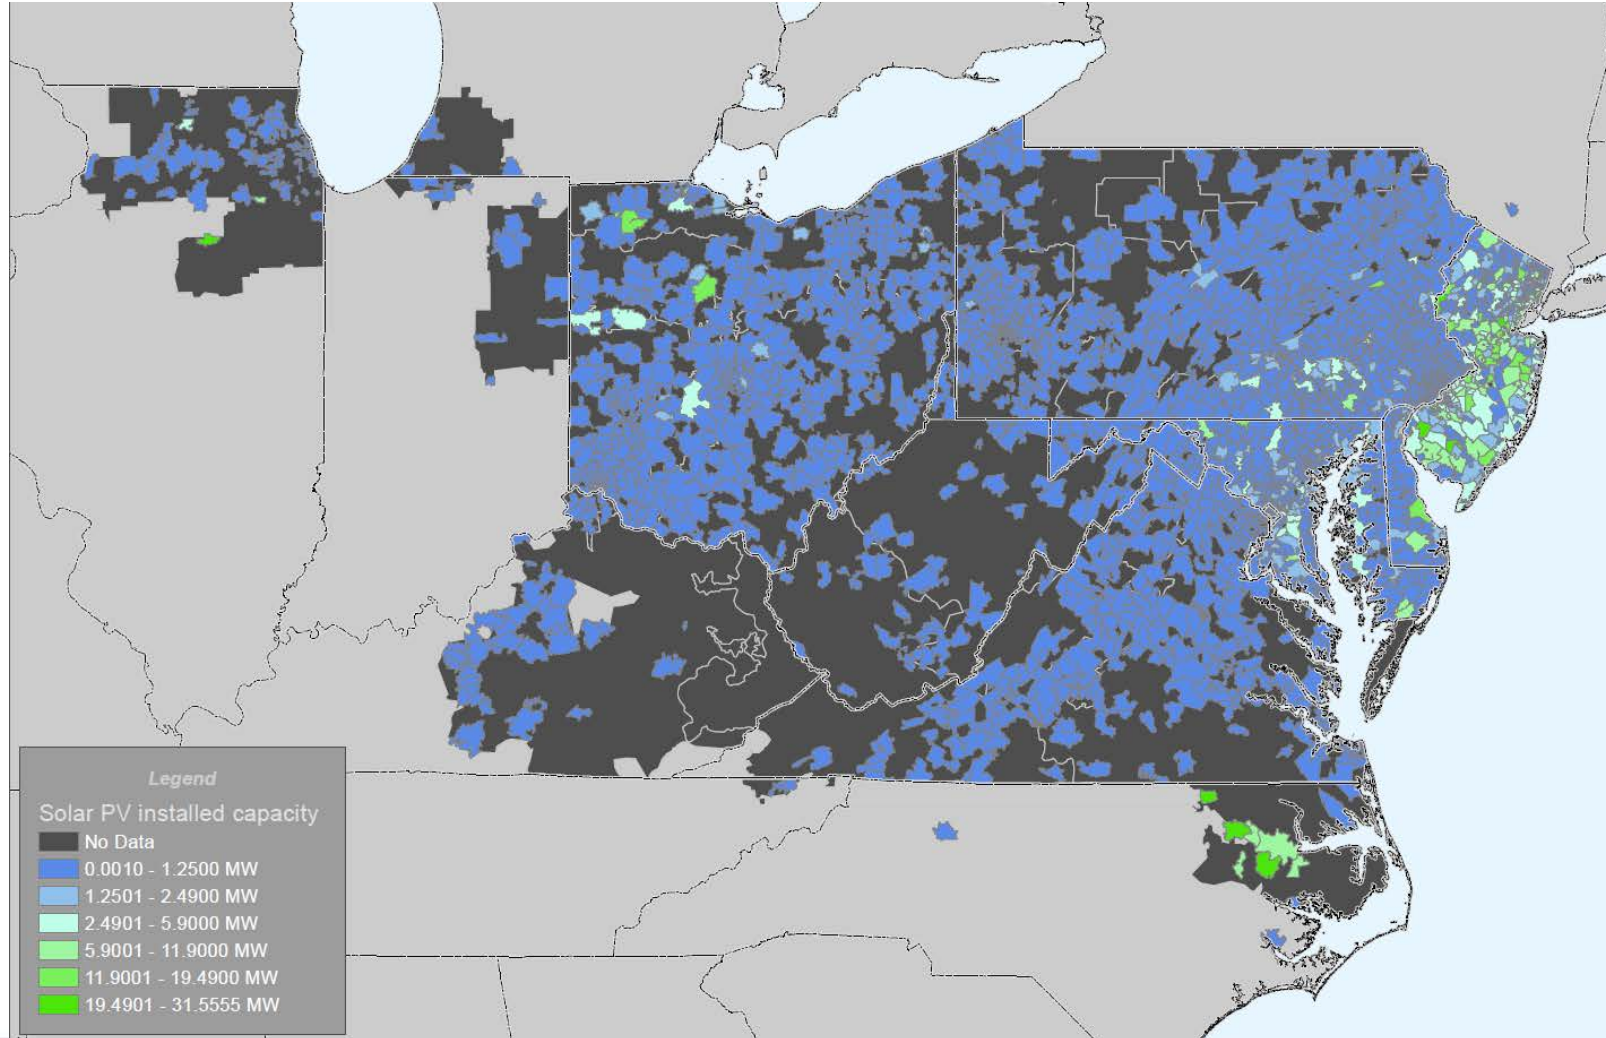 Legend
Solar PV installed capacity
No Data
0.0010 - 1.2500 MW
1.2501 - 2.4900 MW
2.4901 - 5.9000 MW
5.9001 - 11.9000 MW
11.9001 - 19.4900 MW
19.4901 - 31.5555 MW